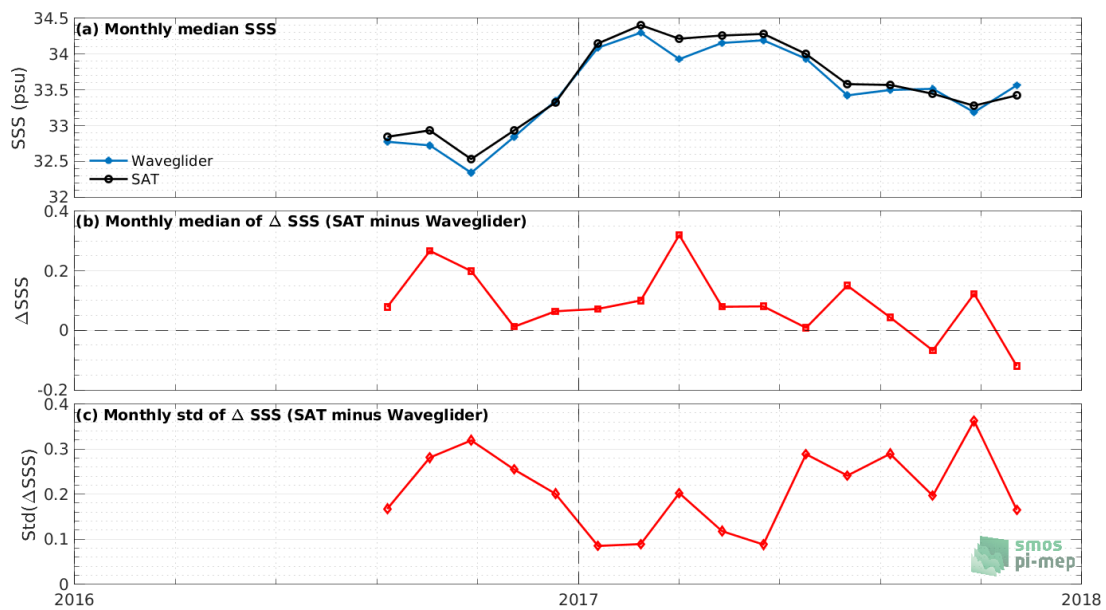 (a) Monthly median SSS
34.5
34
33.5
33
32.5
32
SSS (psu)
Waveglider
SAT
(b) Monthly median of Δ SSS (SAT minus Waveglider)
0.4
0.2
0
-0.2
ΔSSS
(c) Monthly std of Δ SSS (SAT minus Waveglider)
0.4
0.3
0.2
0.1
0
Std(ΔSSS)
smos
pi-mep
2016
2017
2018